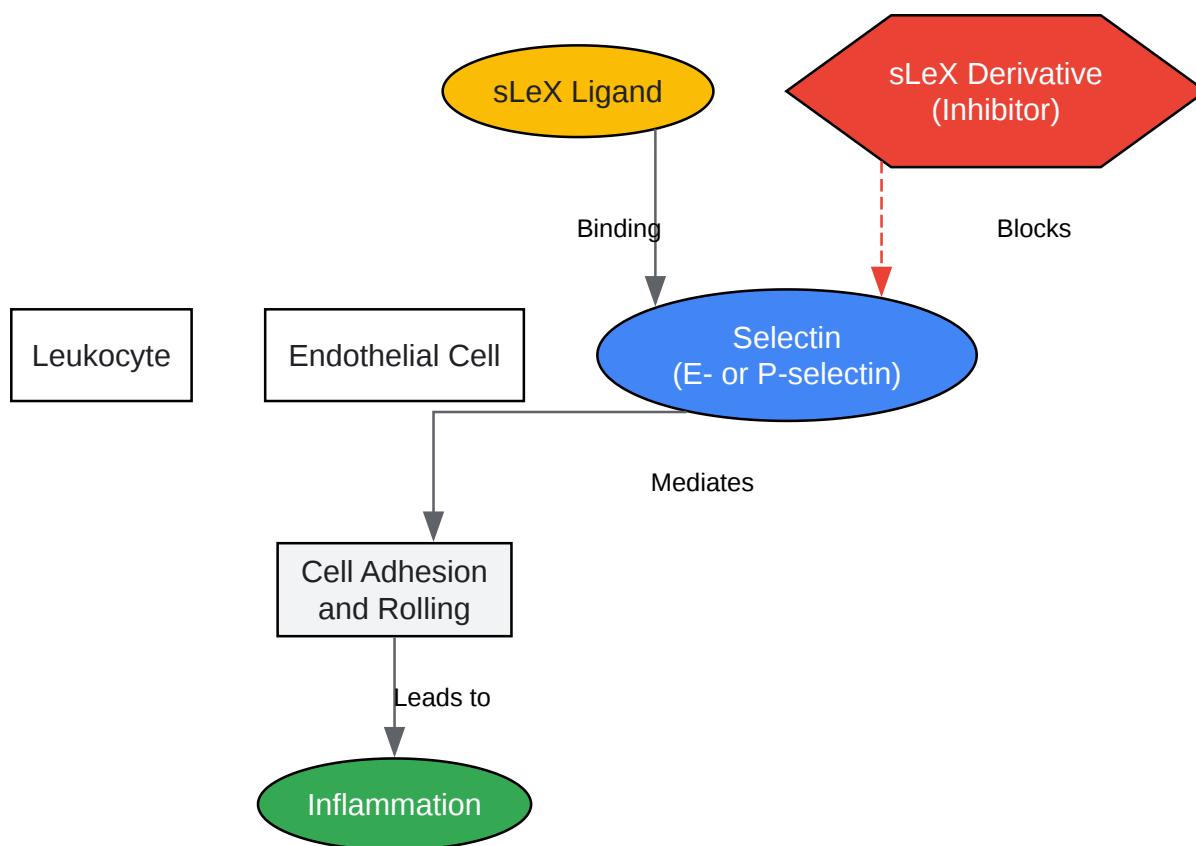 sLeX Ligand
sLeX Derivative
(Inhibitor)
Binding
Blocks
Leukocyte
Endothelial Cell
Selectin
(E- or P-selectin)
Mediates
Cell Adhesion
and Rolling
Leads to
Inflammation